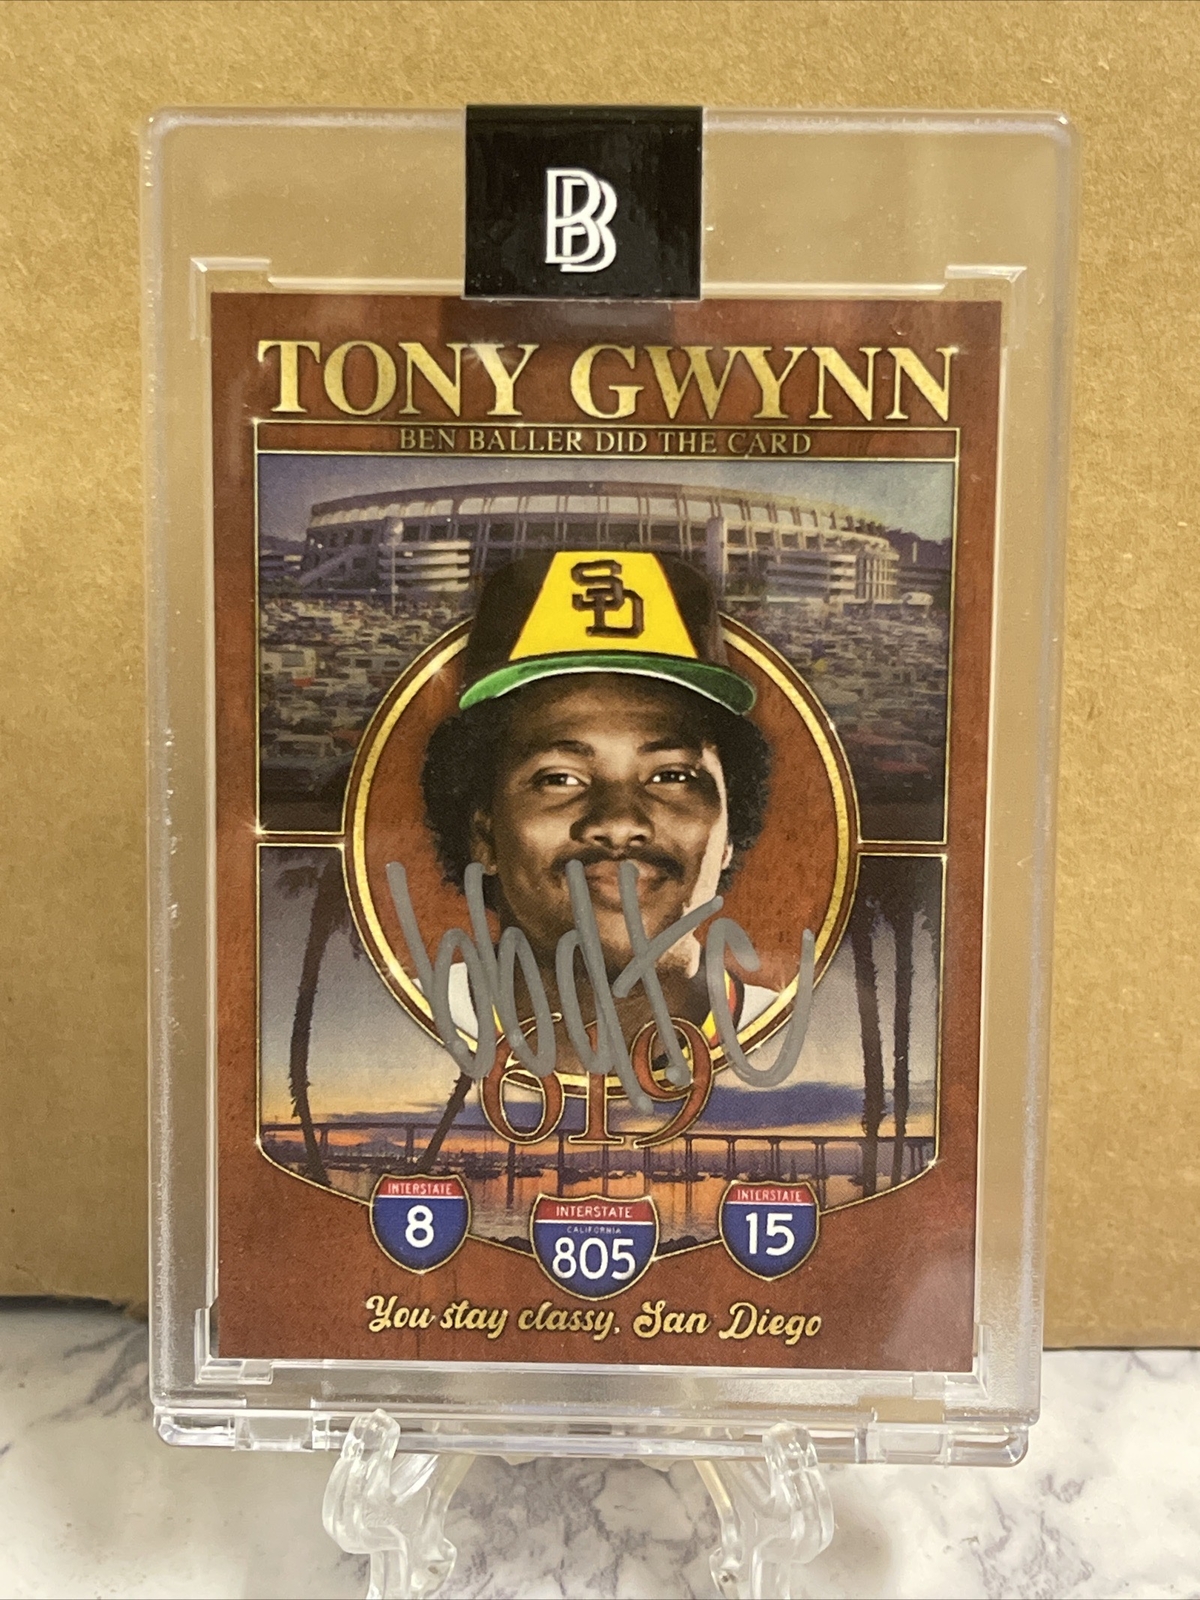 BB
TONY GWYNN
BEN BALLER DID THE CARD
SD
bbdtc
619
INTERSTATE
8
INTERSTATE
CALIFORNIA
805
INTERSTATE
15
You stay classy, San Diego